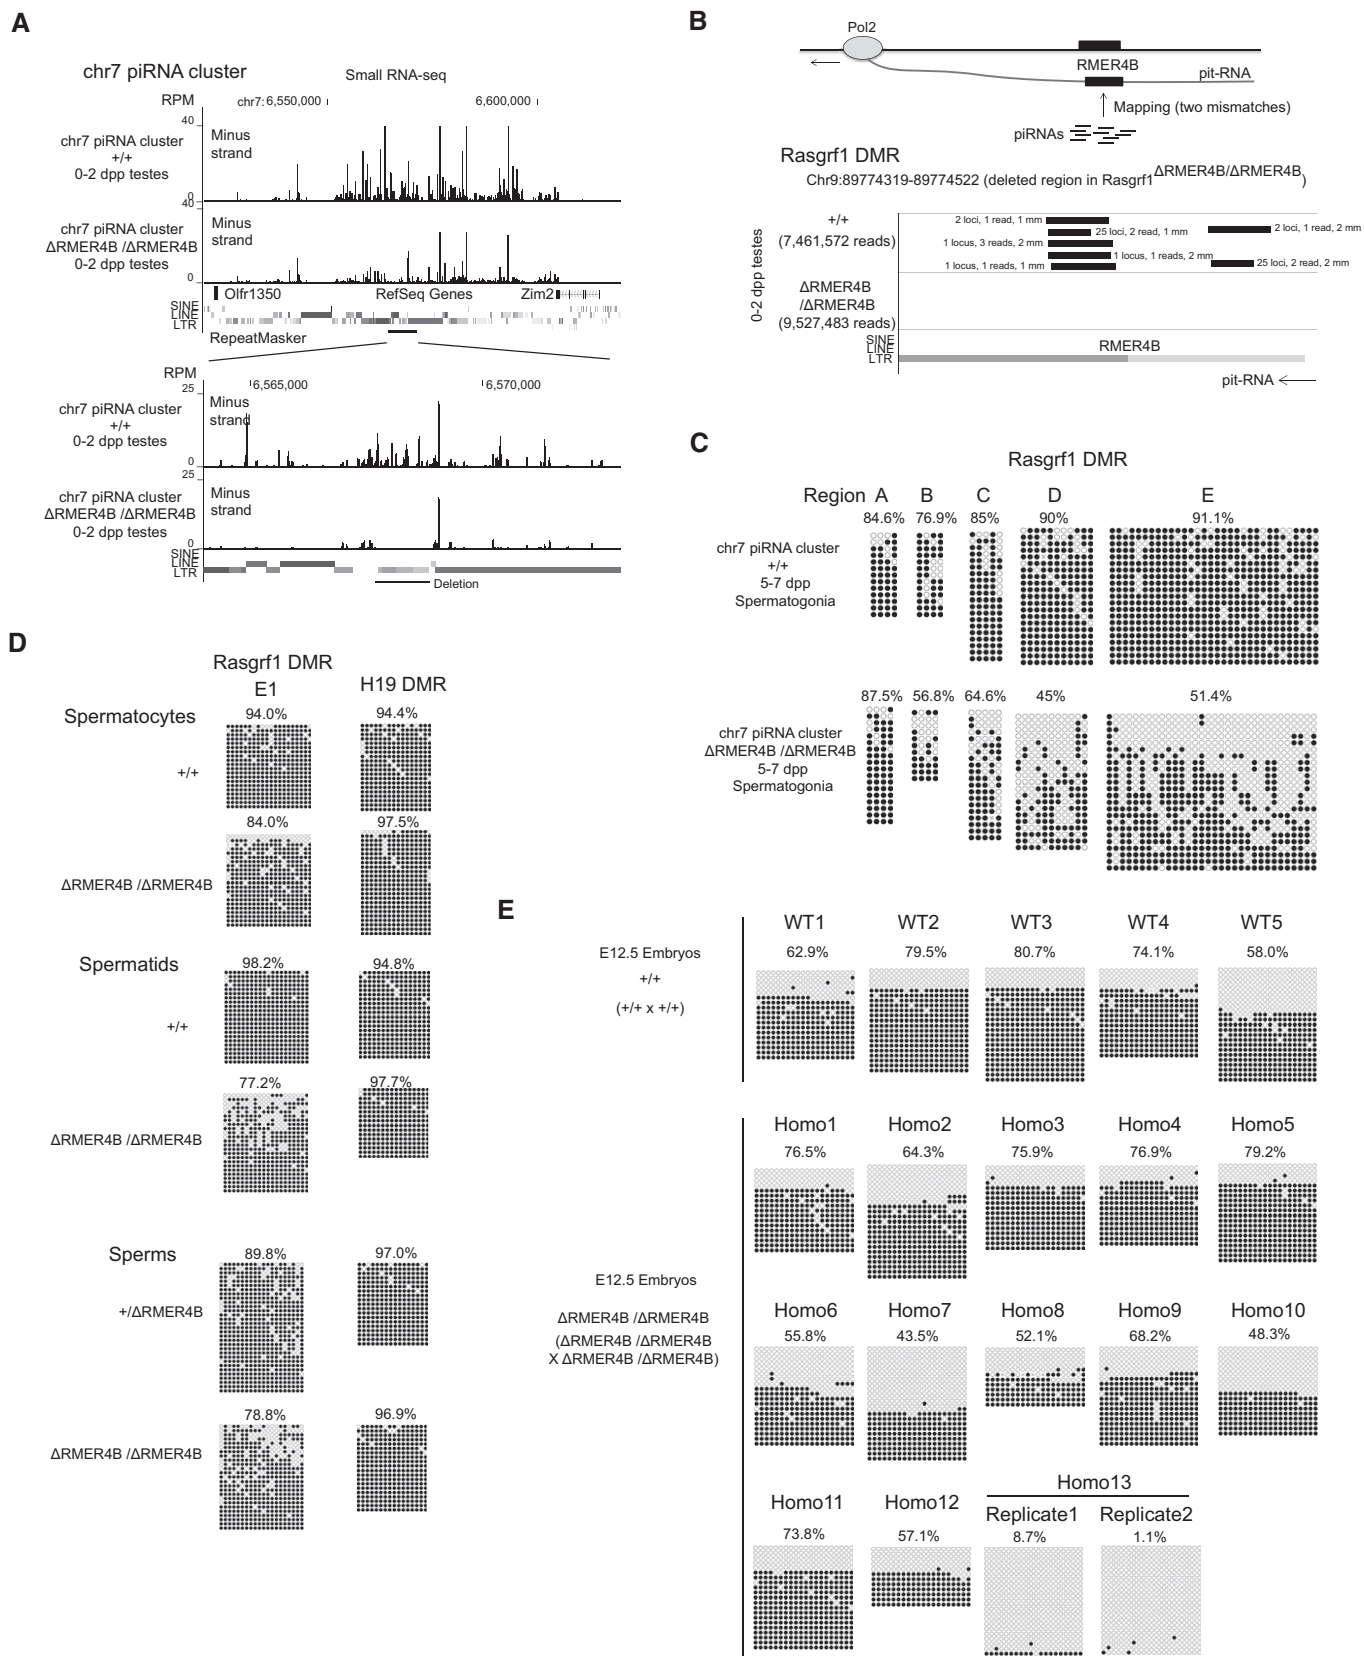 A
chr7 piRNA cluster
Small RNA-seq
RPM
chr7: 6,550,000
6,600,000
40
Minus
strand
chr7 piRNA cluster
+/+
0-2 dpp testes
0
40
Minus
strand
chr7 piRNA cluster
ΔRMER4B /ΔRMER4B
0-2 dpp testes
0
Olfr1350
RefSeq Genes
Zim2
SINE
LINE
LTR
RepeatMasker
RPM
25
6,565,000
6,570,000
Minus
strand
chr7 piRNA cluster
+/+
0-2 dpp testes
0
25
Minus
strand
chr7 piRNA cluster
ΔRMER4B /ΔRMER4B
0-2 dpp testes
0
SINE
LINE
LTR
Deletion
B
Pol2
RMER4B
pit-RNA
Mapping (two mismatches)
piRNAs
Rasgrf1 DMR
Chr9:89774319-89774522 (deleted region in Rasgrf1ΔRMER4B/ΔRMER4B)
0-2 dpp testes
+/+
(7,461,572 reads)
2 loci, 1 read, 1 mm
25 loci, 2 read, 1 mm
2 loci, 1 read, 2 mm
1 locus, 3 reads, 2 mm
1 locus, 1 reads, 2 mm
1 locus, 1 reads, 1 mm
25 loci, 2 read, 2 mm
ΔRMER4B
/ΔRMER4B
(9,527,483 reads)
SINE
LINE
LTR
RMER4B
pit-RNA
C
Rasgrf1 DMR
Region A B C D E
84.6% 76.9% 85% 90% 91.1%
chr7 piRNA cluster
+/+
5-7 dpp
Spermatogonia
87.5% 56.8% 64.6% 45% 51.4%
chr7 piRNA cluster
ΔRMER4B /ΔRMER4B
5-7 dpp
Spermatogonia
D
Rasgrf1 DMR
E1
H19 DMR
Spermatocytes
94.0% 94.4%
+/+
84.0% 97.5%
ΔRMER4B /ΔRMER4B
Spermatids
98.2% 94.8%
+/+
77.2% 97.7%
ΔRMER4B /ΔRMER4B
Sperms
89.8% 97.0%
+/ΔRMER4B
78.8% 96.9%
ΔRMER4B /ΔRMER4B
E
E12.5 Embryos
+/+
(+/+ x +/+)
WT1 WT2 WT3 WT4 WT5
62.9% 79.5% 80.7% 74.1% 58.0%
E12.5 Embryos
ΔRMER4B /ΔRMER4B
(ΔRMER4B /ΔRMER4B
X ΔRMER4B /ΔRMER4B)
Homo1 Homo2 Homo3 Homo4 Homo5
76.5% 64.3% 75.9% 76.9% 79.2%
Homo6 Homo7 Homo8 Homo9 Homo10
55.8% 43.5% 52.1% 68.2% 48.3%
Homo13
Homo11 Homo12 Replicate1 Replicate2
73.8% 57.1% 8.7% 1.1%